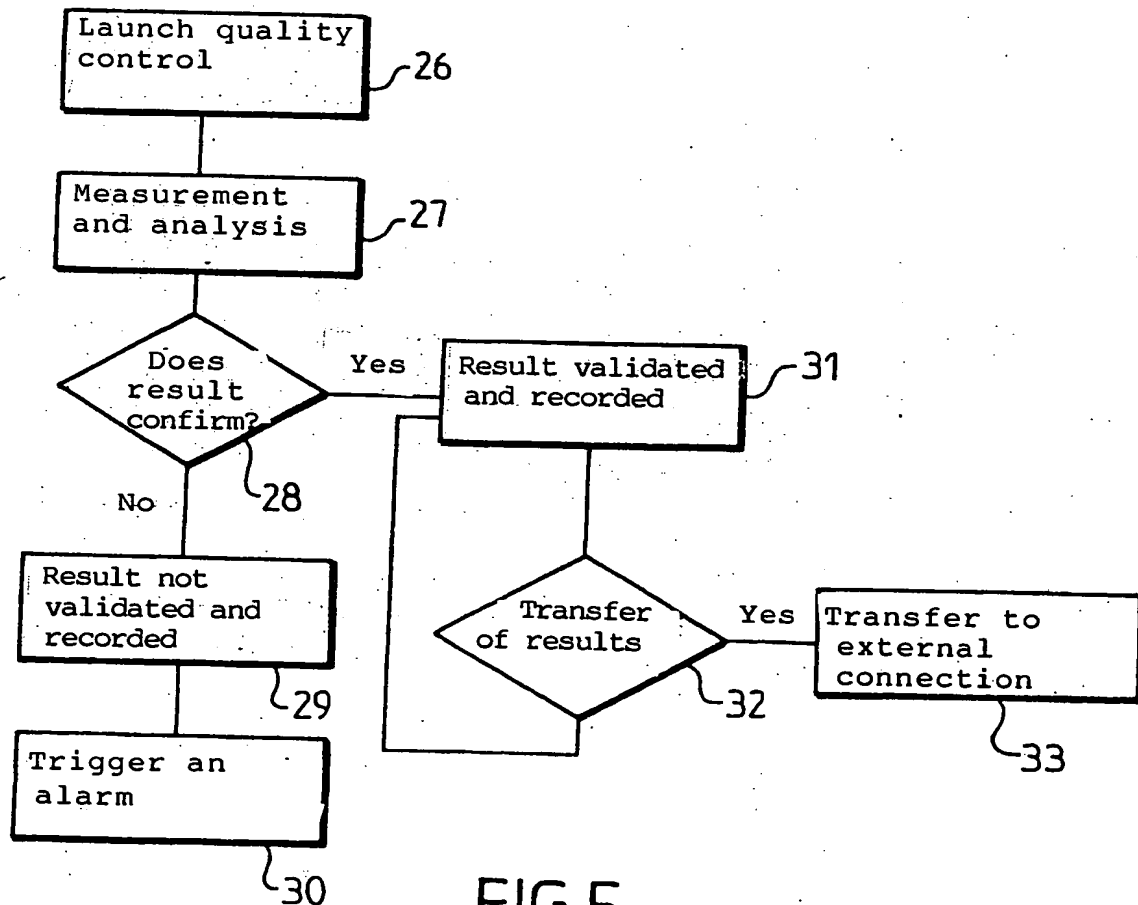 Launch quality
control
26
Measurement
and analysis
27
Does
result
confirm?
28
Yes
Result validated
and recorded
31
No
Result not
validated and
recorded
29
Transfer
of results
32
Yes
Transfer to
external
connection
33
Trigger an
alarm
30
FIG.5